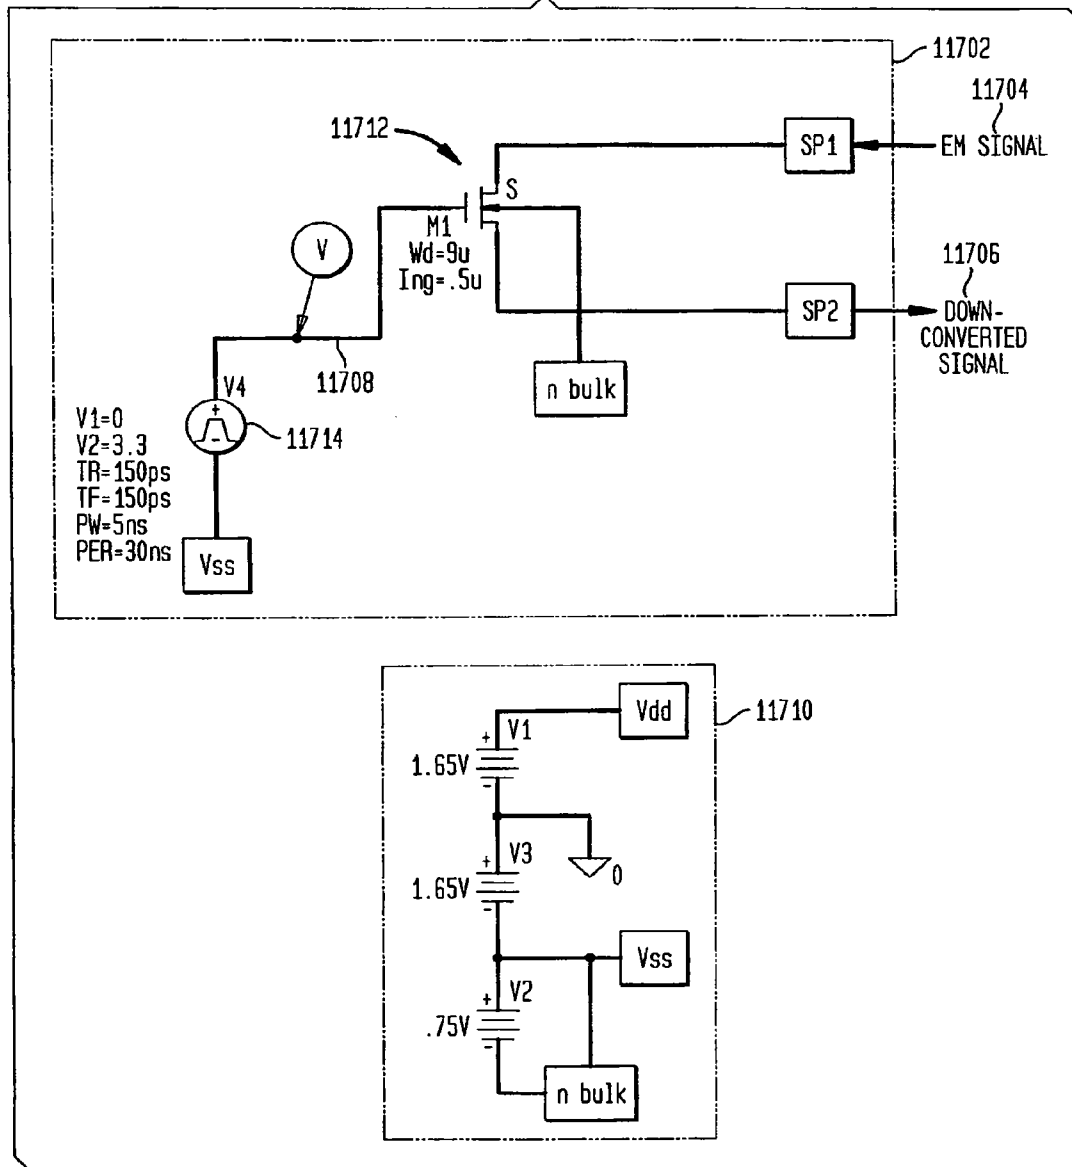 11702
11704
11712
SP1
EM SIGNAL
S
M1
Wd=9u
Ing=.5u
V
11706
SP2
DOWN-
CONVERTED
SIGNAL
11708
n bulk
V4
+
-
11714
V1=0
V2=3.3
TR=150ps
TF=150ps
PW=5ns
PER=30ns
Vss
Vdd
11710
V1
+
1.65V
-
V3
+
1.65V
-
0
Vss
V2
+
.75V
-
n bulk